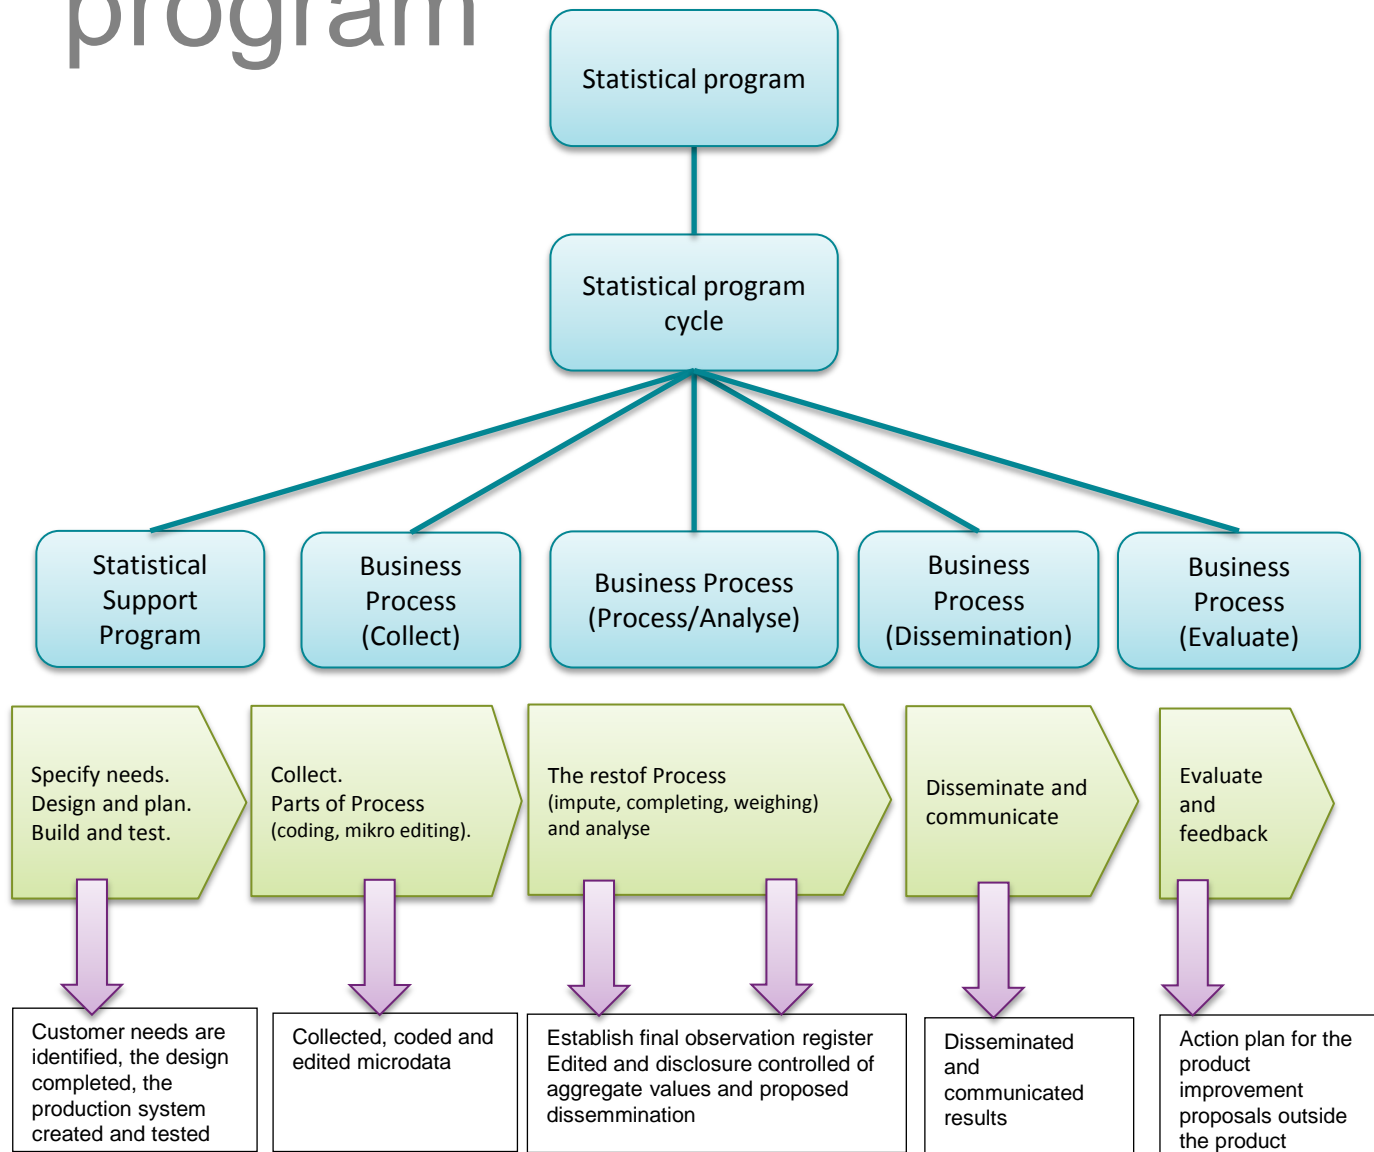 program
Statistical program
Statistical program
cycle
Statistical
Support
Program
Business
Process
(Collect)
Business Process
(Process/Analyse)
Business
Process
(Dissemination)
Business
Process
(Evaluate)
Specify needs.
Design and plan.
Build and test.
Collect.
Parts of Process
(coding, mikro editing).
The restof Process
(impute, completing, weighing)
and analyse
Disseminate and
communicate
Evaluate
and
feedback
Customer needs are
identified, the design
completed, the
production system
created and tested
Collected, coded and
edited microdata
Establish final observation register
Edited and disclosure controlled of
aggregate values and proposed
dissemmination
Disseminated
and
communicated
results
Action plan for the
product
improvement
proposals outside
the product